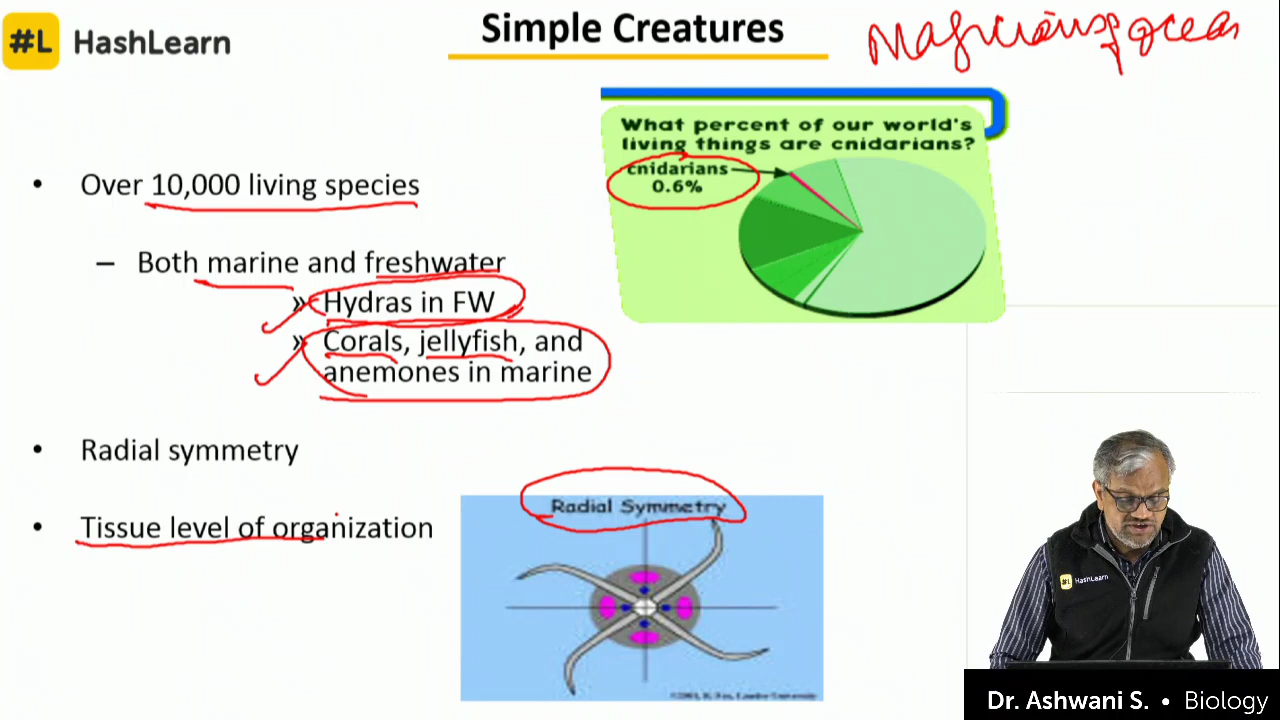 #L HashLearn
Simple Creatures
What percent of our world's
living things are cnidarians?
cnidarians
0.6%
• Over 10,000 living species
– Both marine and freshwater
» Hydras in FW
» Corals, jellyfish, and
anemones in marine
• Radial symmetry
• Tissue level of organization
Radial Symmetry
#L HashLearn
Dr. Ashwani S. • Biology